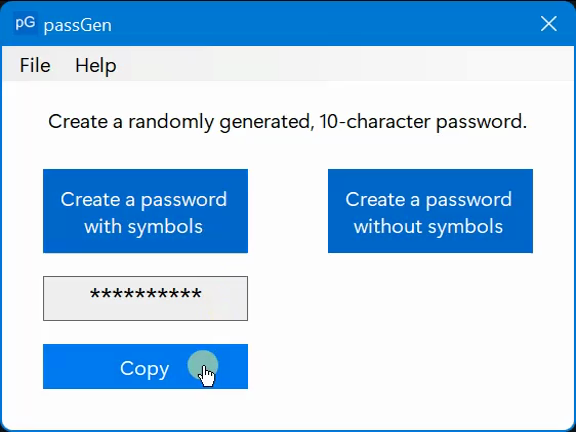 pG passGen
File Help
Create a randomly generated, 10-character password.
Create a password
with symbols
Create a password
without symbols
**********
Copy